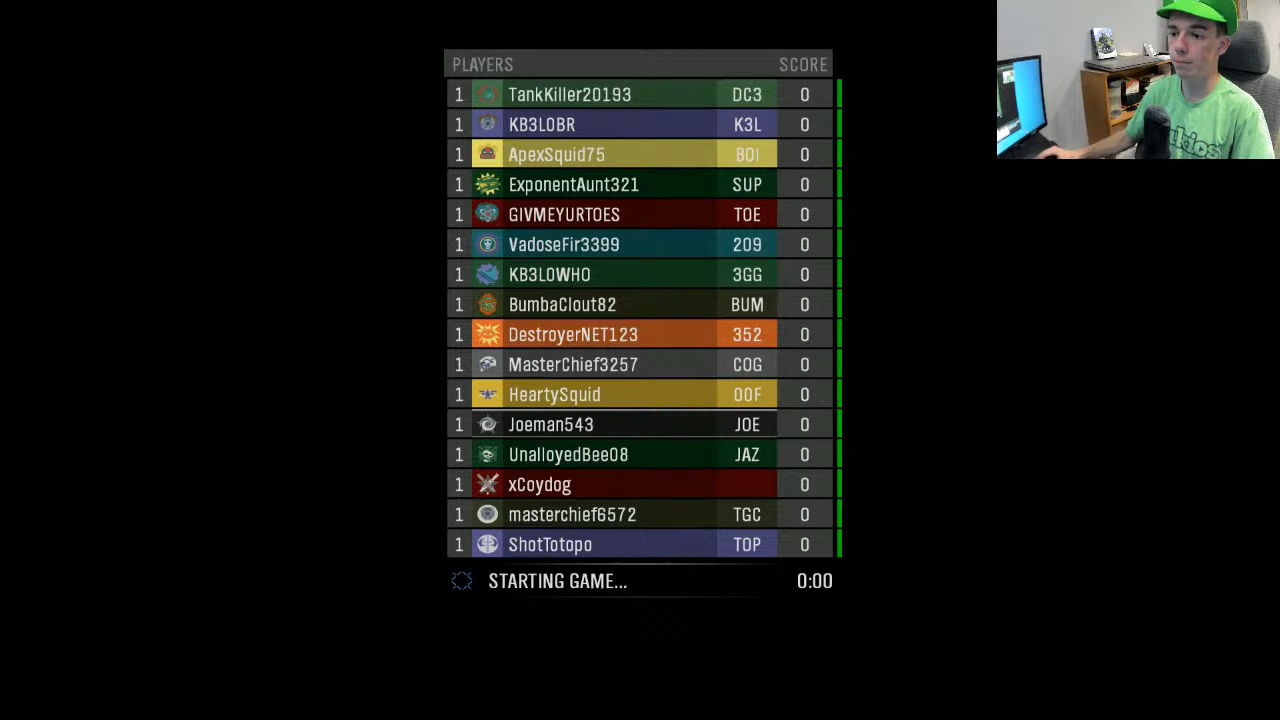 PLAYERS SCORE
1 TankKiller20193 DC3 0
1 KB3LOBR K3L 0
1 ApexSquid75 BOI 0
1 ExponentAunt321 SUP 0
1 GIVMEYURTOES TOE 0
1 VadoseFir3399 209 0
1 KB3LOWHO 3GG 0
1 BumbaClout82 BUM 0
1 DestroyerNET123 352 0
1 MasterChief3257 COG 0
1 HeartySquid OOF 0
1 Joeman543 JOE 0
1 UnalloyedBee08 JAZ 0
1 xCoydog 0
1 masterchief6572 TGC 0
1 ShotTotopo TOP 0
STARTING GAME... 0:00